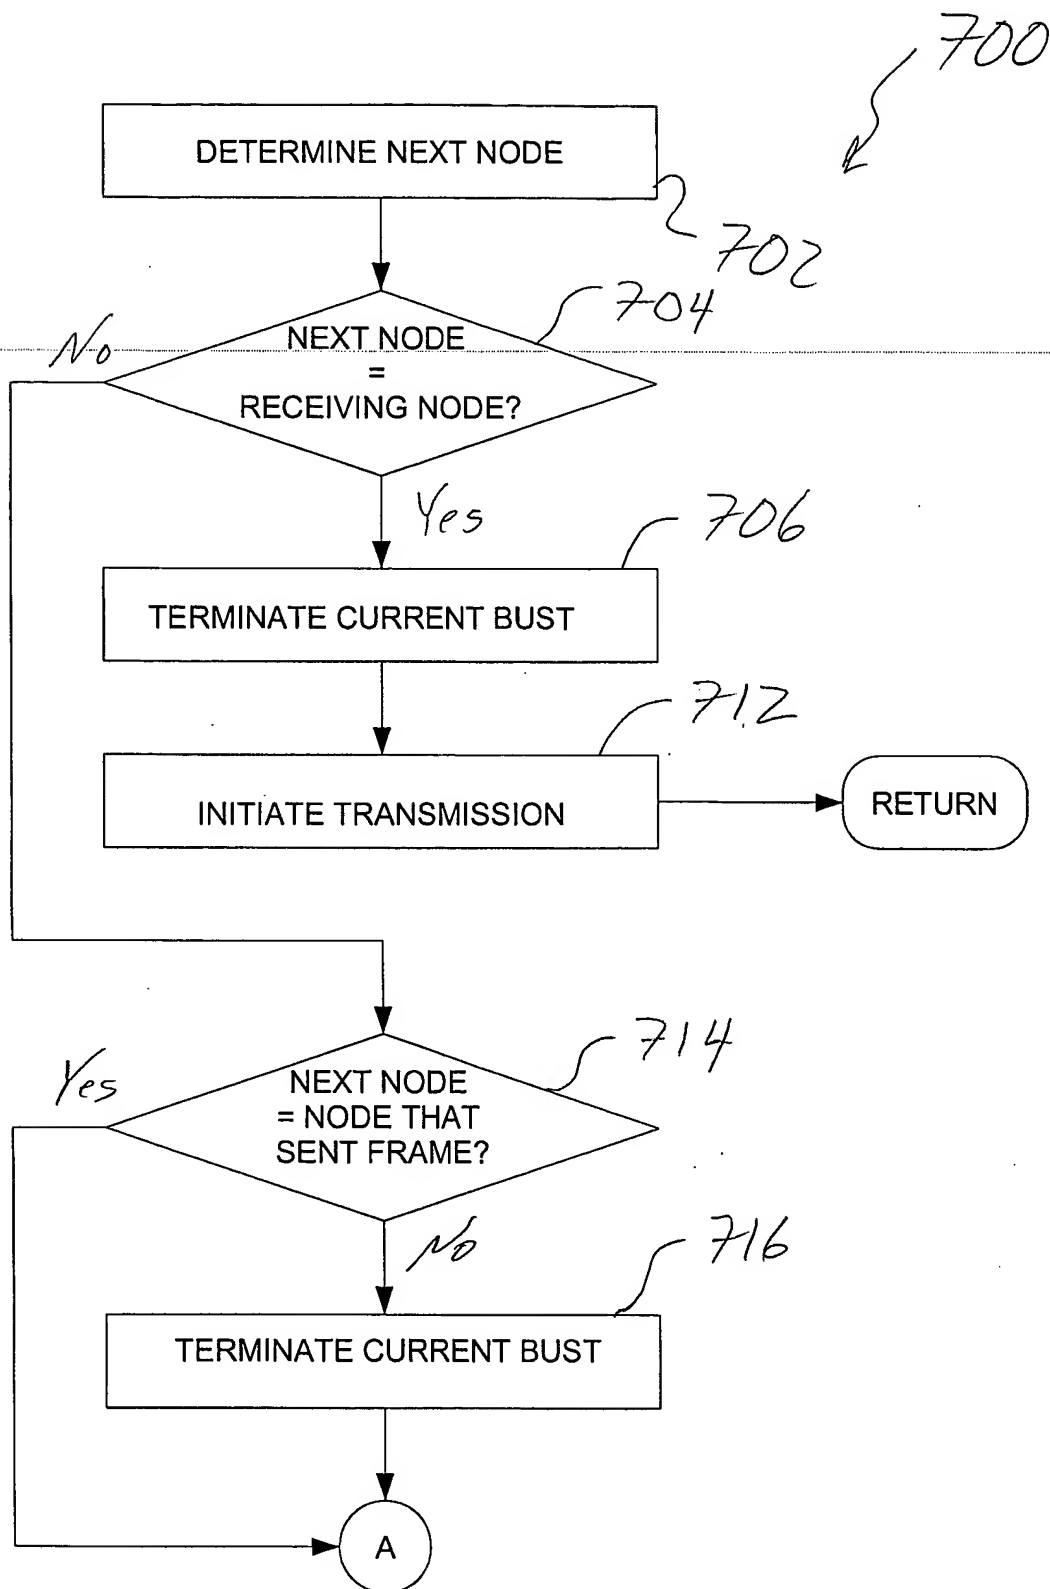 700
DETERMINE NEXT NODE
702
704
No
NEXT NODE
=
RECEIVING NODE?
Yes
706
TERMINATE CURRENT BUST
712
INITIATE TRANSMISSION
RETURN
714
Yes
NEXT NODE
= NODE THAT
SENT FRAME?
No
716
TERMINATE CURRENT BUST
A